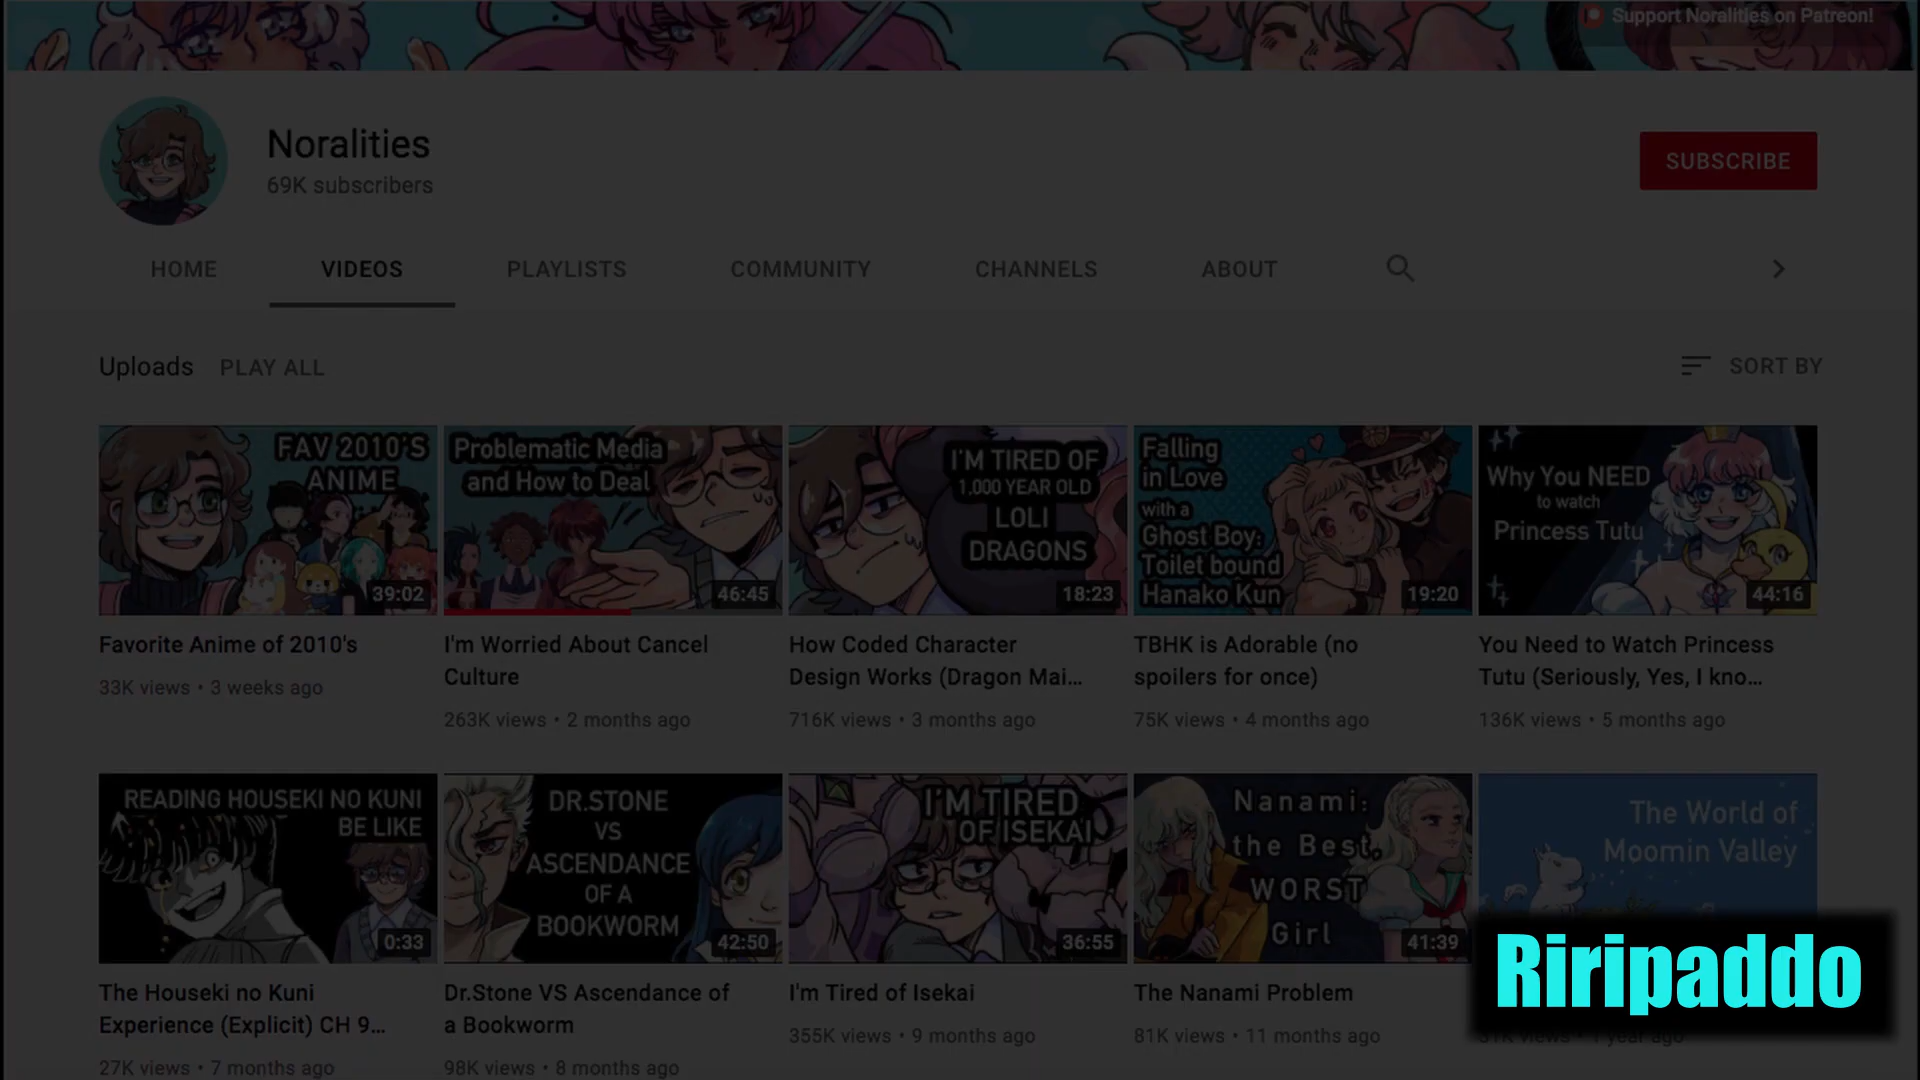 Support Noralities on Patreon!
Noralities
69K subscribers
SUBSCRIBE
HOME VIDEOS PLAYLISTS COMMUNITY CHANNELS ABOUT
Uploads PLAY ALL SORT BY
FAV 2010'S
ANIME
39:02
Problematic Media
and How to Deal
46:45
I'M TIRED OF
1,000 YEAR OLD
LOLI
DRAGONS
18:23
Falling
in Love
with a
Ghost Boy:
Toilet bound
Hanako Kun
19:20
Why You NEED
to watch
Princess Tutu
44:16
Favorite Anime of 2010's
33K views • 3 weeks ago
I'm Worried About Cancel
Culture
263K views • 2 months ago
How Coded Character
Design Works (Dragon Mai...
716K views • 3 months ago
TBHK is Adorable (no
spoilers for once)
75K views • 4 months ago
You Need to Watch Princess
Tutu (Seriously, Yes, I kno...
136K views • 5 months ago
READING HOUSEKI NO KUNI
BE LIKE
0:33
DR.STONE
VS
ASCENDANCE
OF A
BOOKWORM
42:50
I'M TIRED
OF ISEKAI
36:55
Nanami:
the Best,
WORST
Girl
41:39
The World of
Moomin Valley
Riripaddo
The Houseki no Kuni
Experience (Explicit) CH 9...
27K views • 7 months ago
Dr.Stone VS Ascendance of
a Bookworm
98K views • 8 months ago
I'm Tired of Isekai
355K views • 9 months ago
The Nanami Problem
81K views • 11 months ago
views • 1 year ago